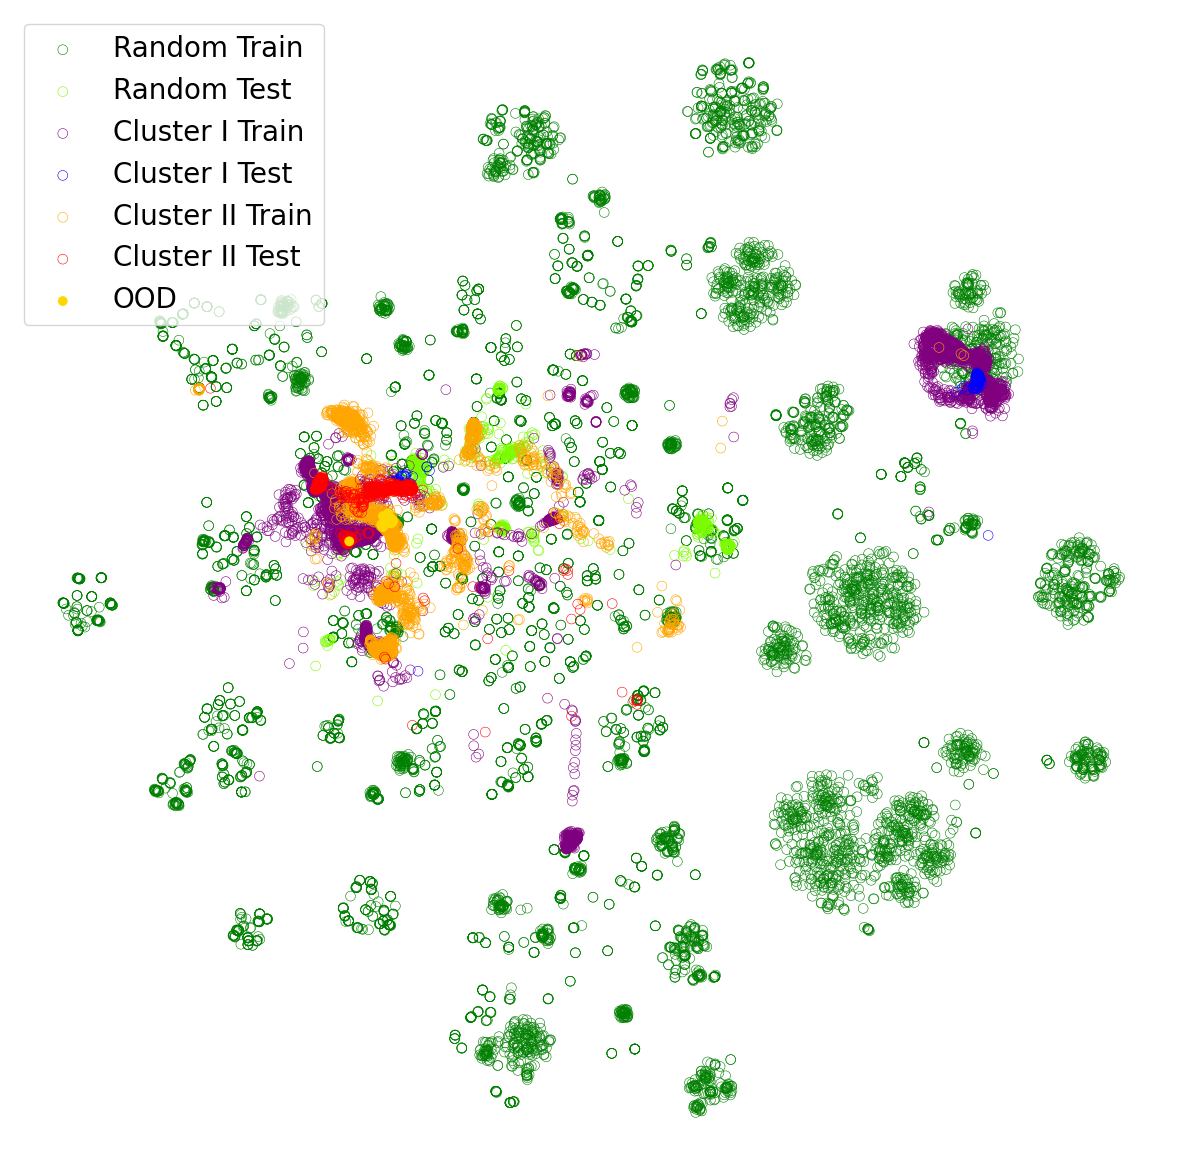 Random Train
Random Test
Cluster I Train
Cluster I Test
Cluster II Train
Cluster II Test
OOD